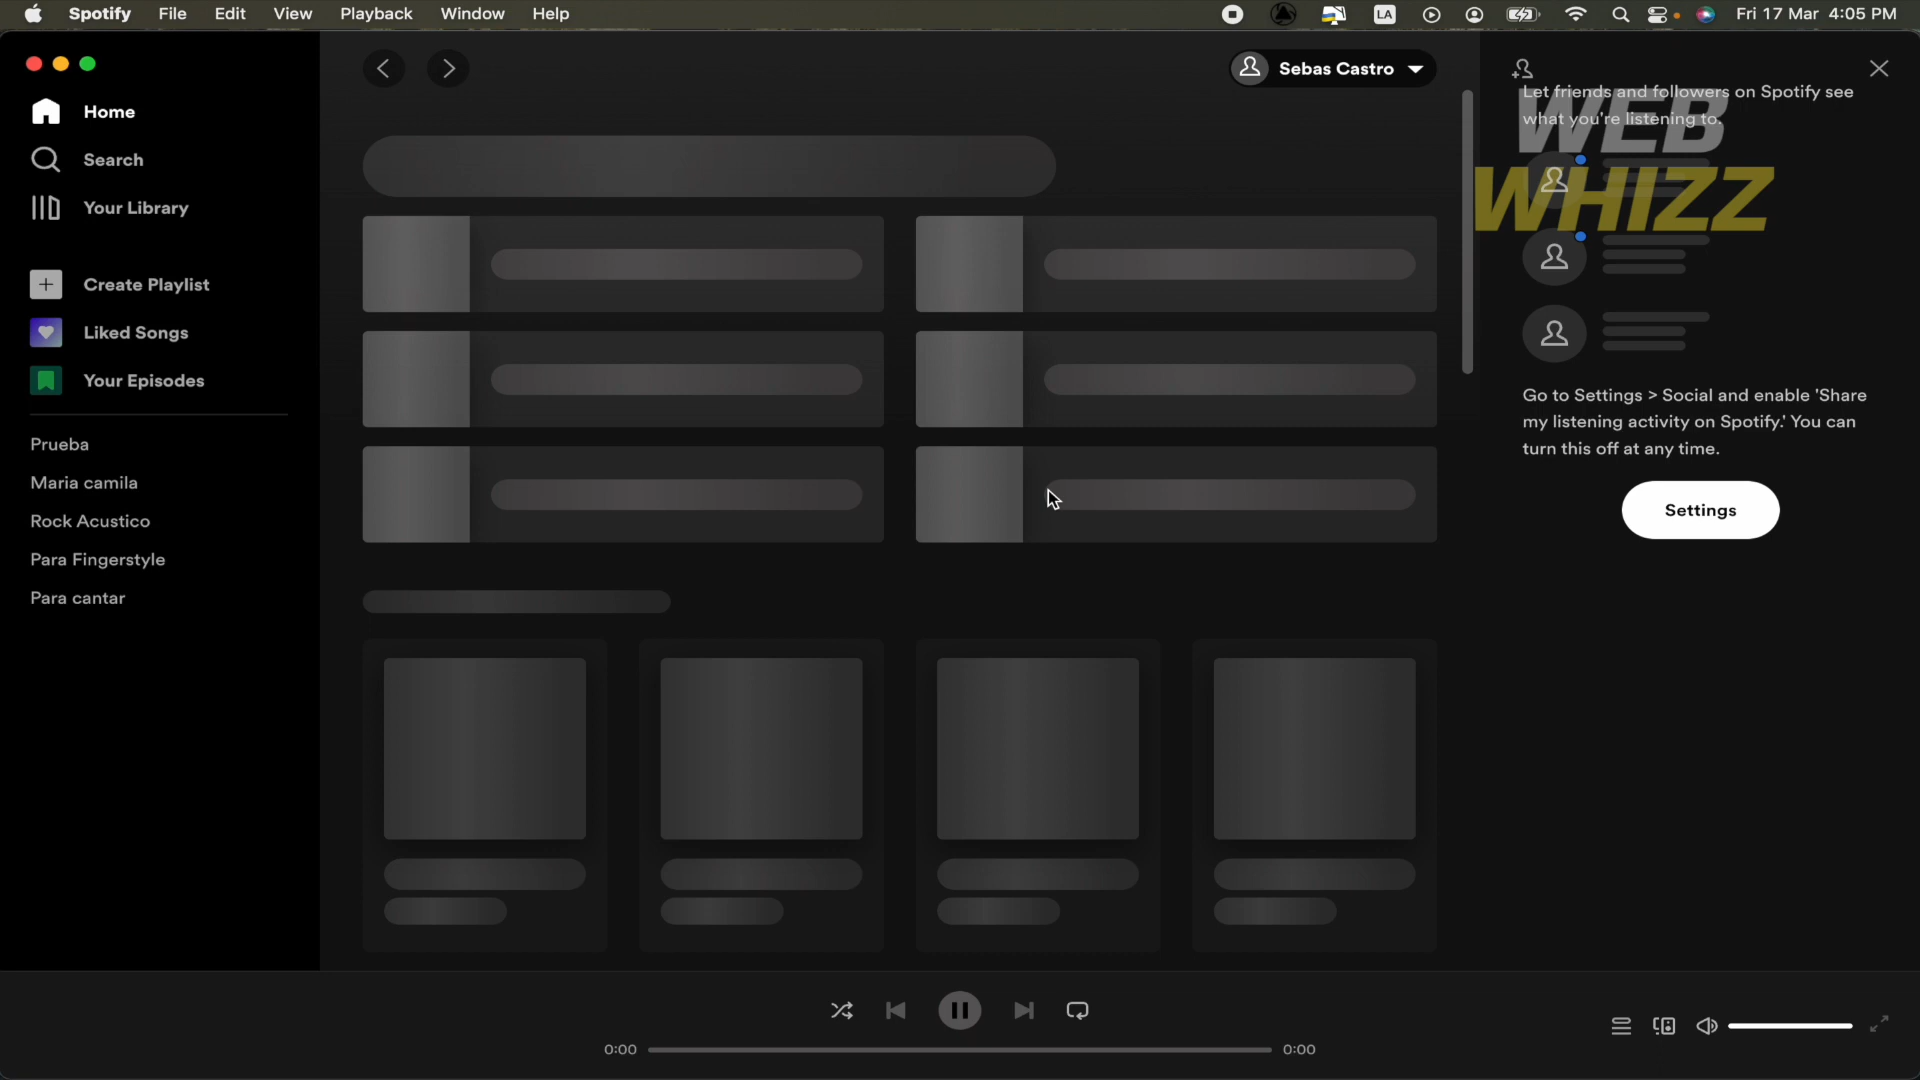 Spotify File Edit View Playback Window Help
LA
Fri 17 Mar 4:05 PM
Home
Search
Your Library
Create Playlist
Liked Songs
Your Episodes
Prueba
Maria camila
Rock Acustico
Para Fingerstyle
Para cantar
Sebas Castro
Let friends and followers on Spotify see
what you're listening to.
WEB
WHIZZ
Go to Settings > Social and enable 'Share
my listening activity on Spotify.' You can
turn this off at any time.
Settings
0:00
0:00